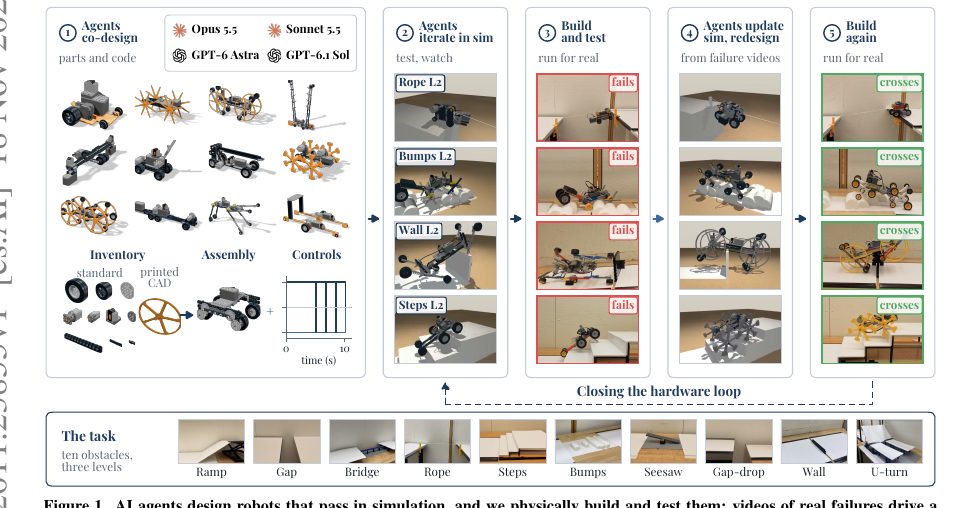 1 Agents
co-design
parts and code
Opus 5.5
Sonnet 5.5
GPT-6 Astra
GPT-6.1 Sol
Inventory
Assembly
Controls
standard
printed
CAD
+
0
10
time (s)
2 Agents
iterate in sim
test, watch
Rope L2
Bumps L2
Wall L2
Steps L2
3 Build
and test
run for real
fails
fails
fails
fails
4 Agents update
sim, redesign
from failure videos
5 Build
again
run for real
crosses
crosses
crosses
crosses
Closing the hardware loop
The task
ten obstacles,
three levels
Ramp
Gap
Bridge
Rope
Steps
Bumps
Seesaw
Gap-drop
Wall
U-turn
Figure 1. AI agents design robots that pass in simulation, and we physically build and test them; videos of real failures drive a